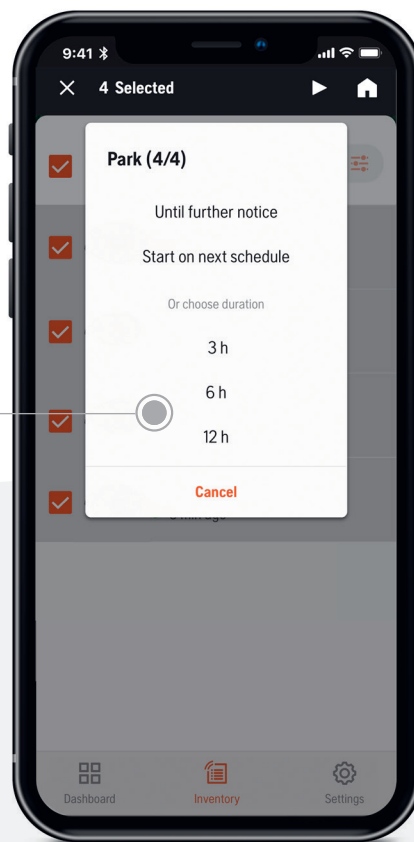 9:41
4 Selected
Park (4/4)
Until further notice
Start on next schedule
Or choose duration
3 h
6 h
12 h
Cancel
Dashboard
Inventory
Settings